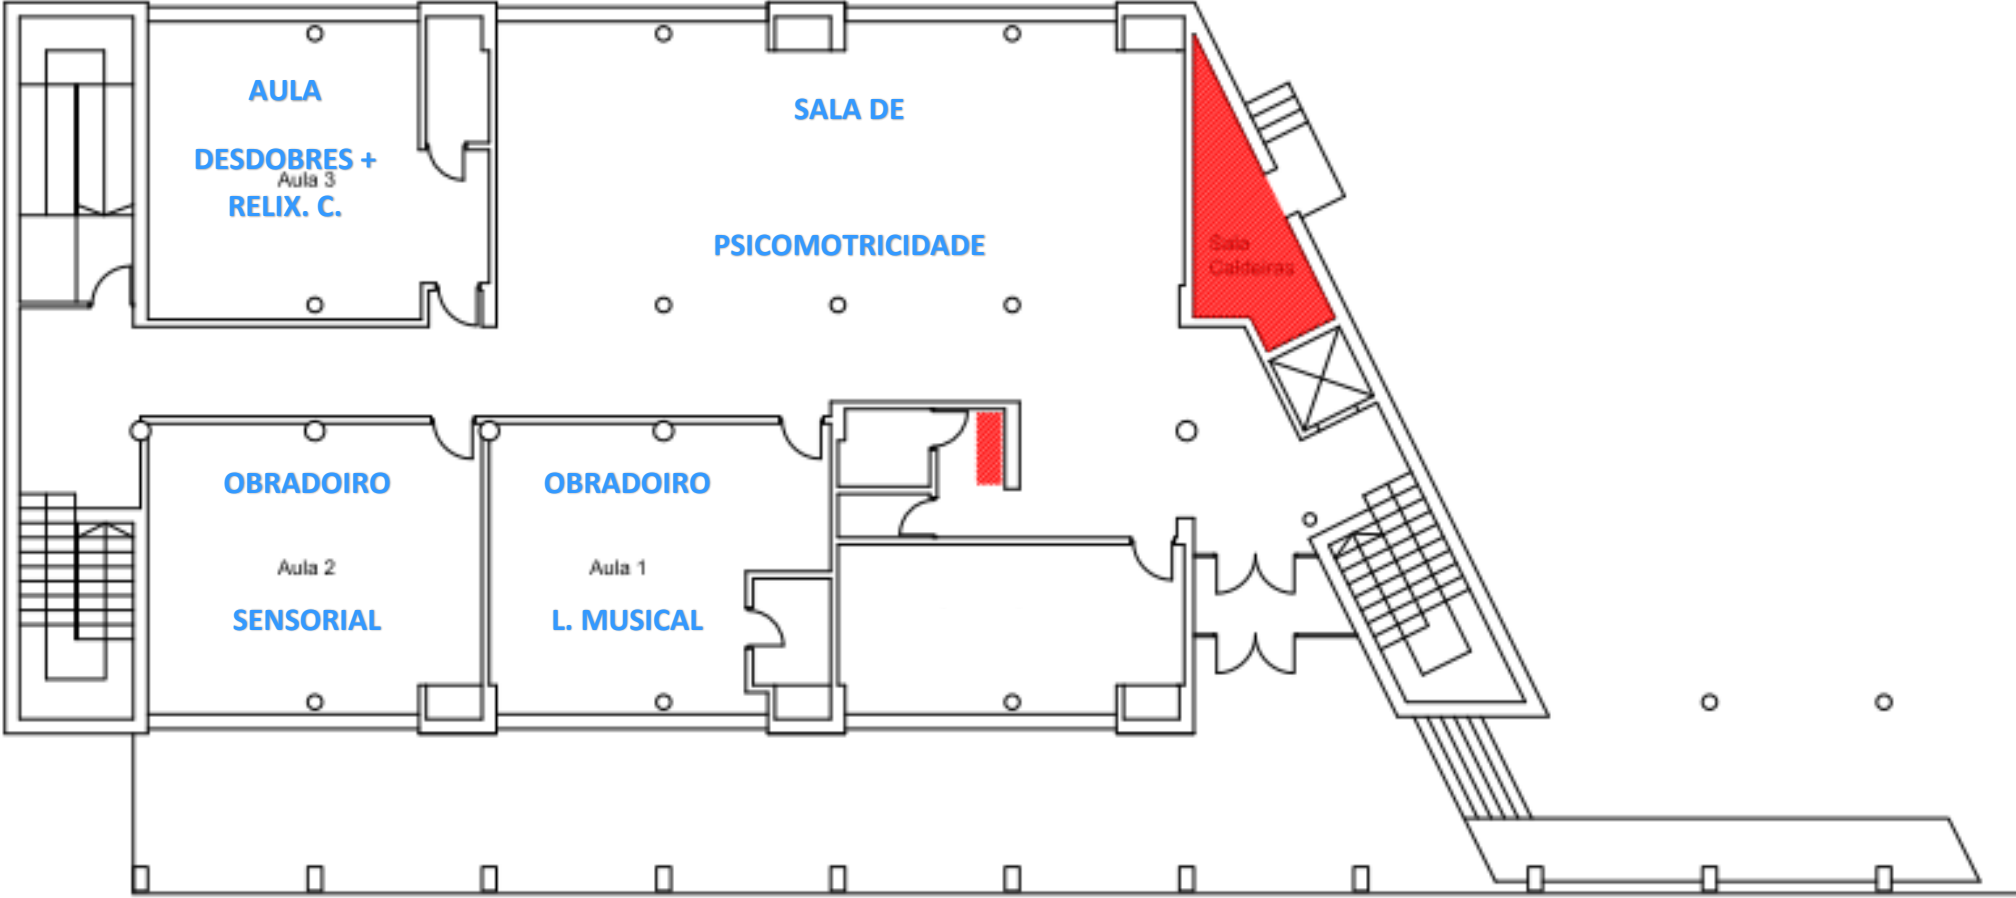 AULA
DESDOBRES +
Aula 3
RELIX. C.
SALA DE
PSICOMOTRICIDADE
Sala
Caldeiras
OBRADOIRO
Aula 2
SENSORIAL
OBRADOIRO
Aula 1
L. MUSICAL